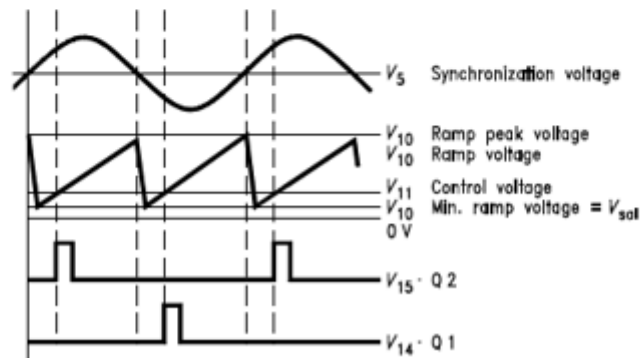 V5 Synchronization voltage
V10 Ramp peak voltage
V10 Ramp voltage
V11 Control voltage
V10 Min. ramp voltage = Vsat
0 V
V15 · Q 2
V14 · Q 1